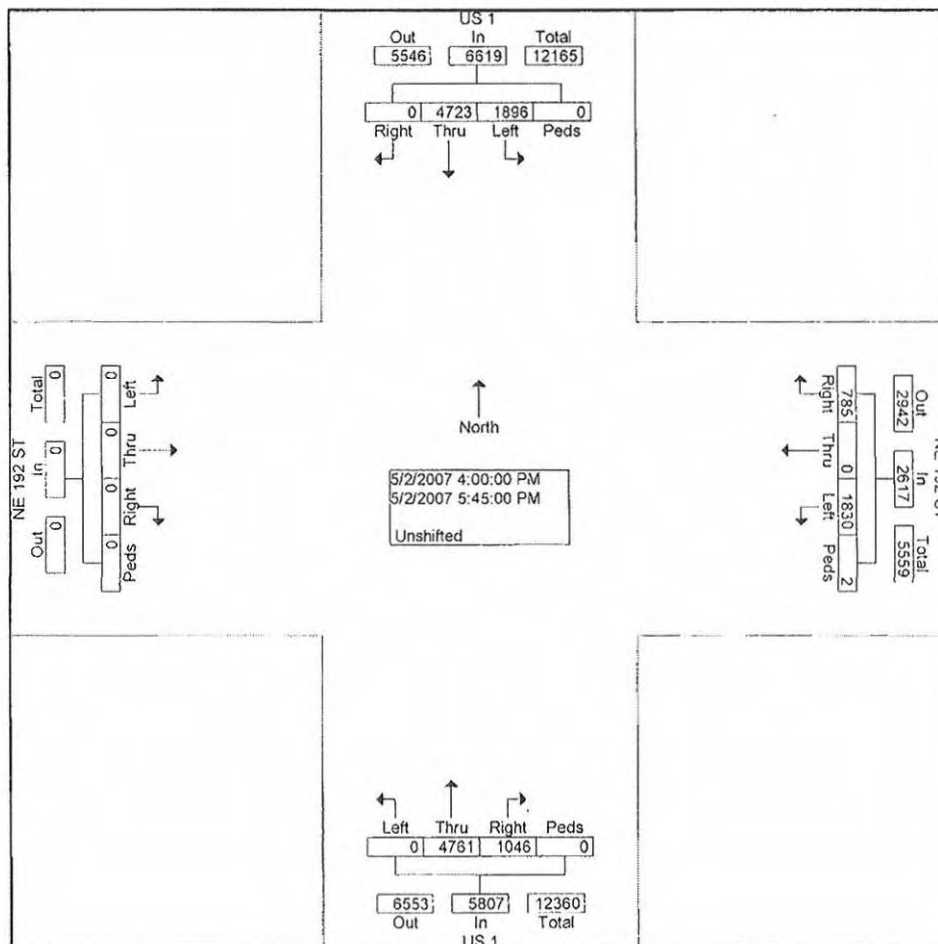 US 1
Out In Total
5546 6619 12165
0 4723 1896 0
Right Thru Left Peds
NE 192 ST
Total In Out
0 0 0
0 0 0 0
Left Thru Right Peds
North
5/2/2007 4:00:00 PM
5/2/2007 5:45:00 PM
Unshifted
Right Thru Left Peds
785 0 1830 2
Out In Total
2942 2617 5559
Left Thru Right Peds
0 4761 1046 0
6553 5807 12360
Out In Total
US 1